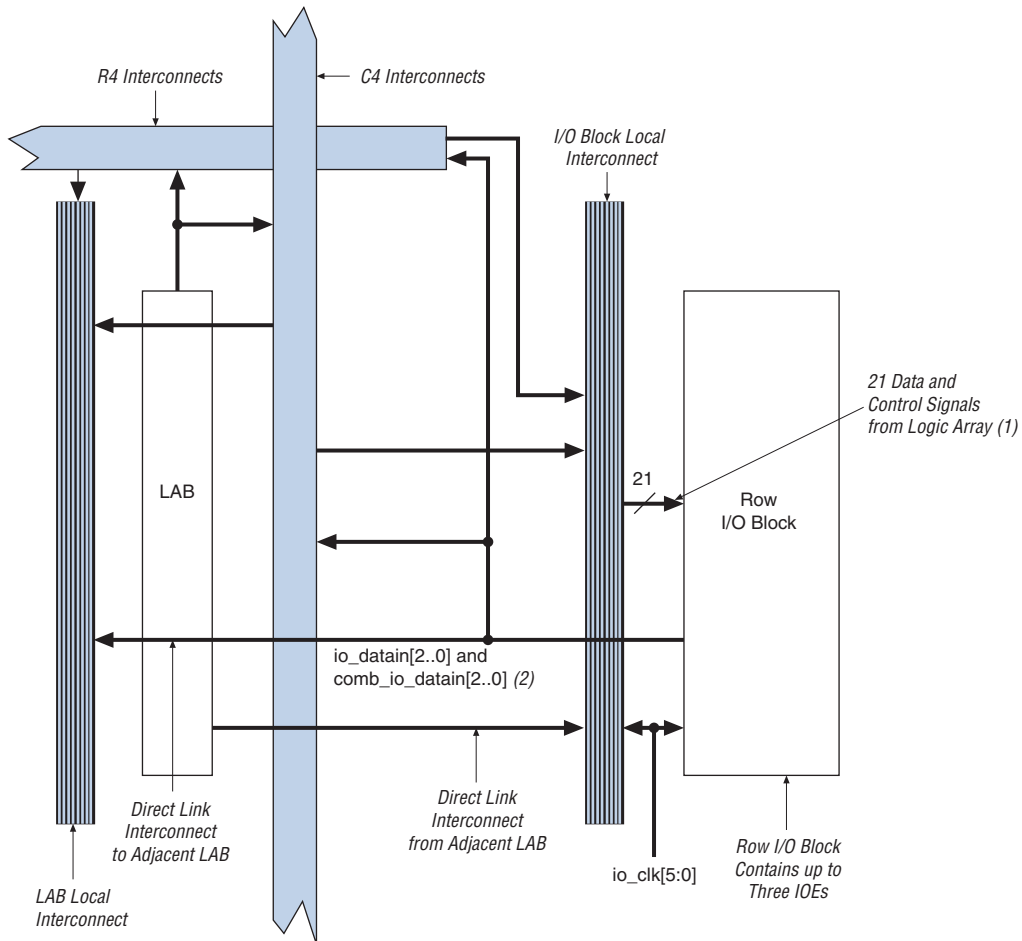 R4 Interconnects
C4 Interconnects
I/O Block Local
Interconnect
21 Data and
Control Signals
from Logic Array (1)
21
LAB
Row
I/O Block
io_datain[2..0] and
comb_io_datain[2..0] (2)
Direct Link
Interconnect
to Adjacent LAB
Direct Link
Interconnect
from Adjacent LAB
Row I/O Block
Contains up to
Three IOEs
io_clk[5:0]
LAB Local
Interconnect